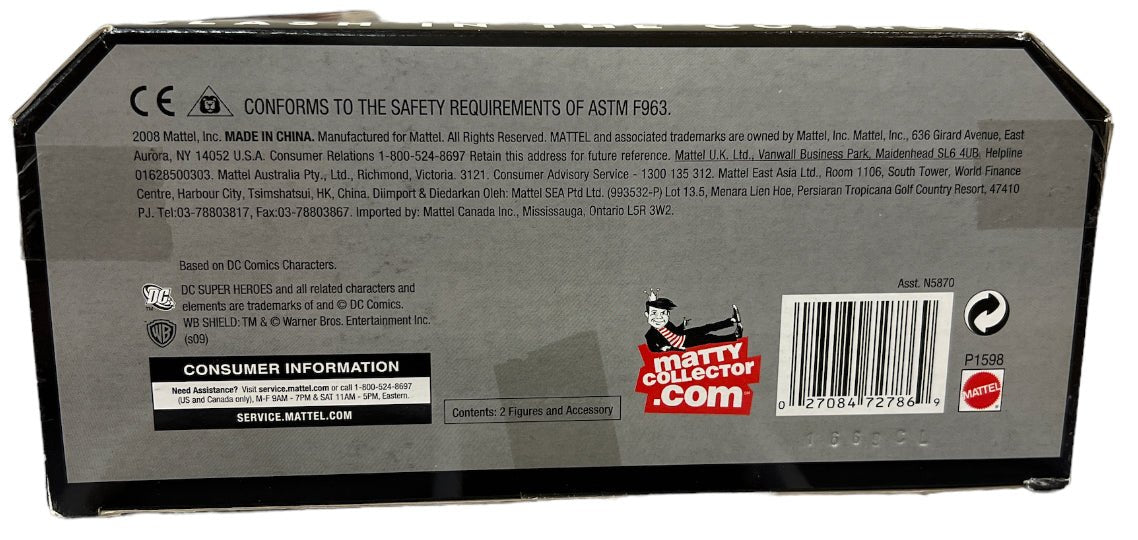 CE CONFORMS TO THE SAFETY REQUIREMENTS OF ASTM F963.
2008 Mattel, Inc. MADE IN CHINA. Manufactured for Mattel. All Rights Reserved. MATTEL and associated trademarks are owned by Mattel, Inc. Mattel, Inc., 636 Girard Avenue, East
Aurora, NY 14052 U.S.A. Consumer Relations 1-800-524-8697 Retain this address for future reference. Mattel U.K. Ltd., Vanwall Business Park, Maidenhead SL6 4UB. Helpline
01628500303. Mattel Australia Pty., Ltd., Richmond, Victoria. 3121. Consumer Advisory Service - 1300 135 312. Mattel East Asia Ltd., Room 1106, South Tower, World Finance
Centre, Harbour City, Tsimshatsui, HK, China. Diimport & Diedarkan Oleh: Mattel SEA Ptd Ltd. (993532-P) Lot 13.5, Menara Lien Hoe, Persiaran Tropicana Golf Country Resort, 47410
PJ. Tel:03-78803817, Fax:03-78803867. Imported by: Mattel Canada Inc., Mississauga, Ontario L5R 3W2.
Based on DC Comics Characters.
DC
TM
DC SUPER HEROES and all related characters and
elements are trademarks of and © DC Comics.
WB
WB SHIELD: TM & © Warner Bros. Entertainment Inc.
(s09)
CONSUMER INFORMATION
Need Assistance? Visit service.mattel.com or call 1-800-524-8697
(US and Canada only), M-F 9AM - 7PM & SAT 11AM - 5PM, Eastern.
SERVICE.MATTEL.COM
Contents: 2 Figures and Accessory
MATTY
COLLECTOR
.com
Asst. N5870
0 27084 72786 9
P1598
MATTEL